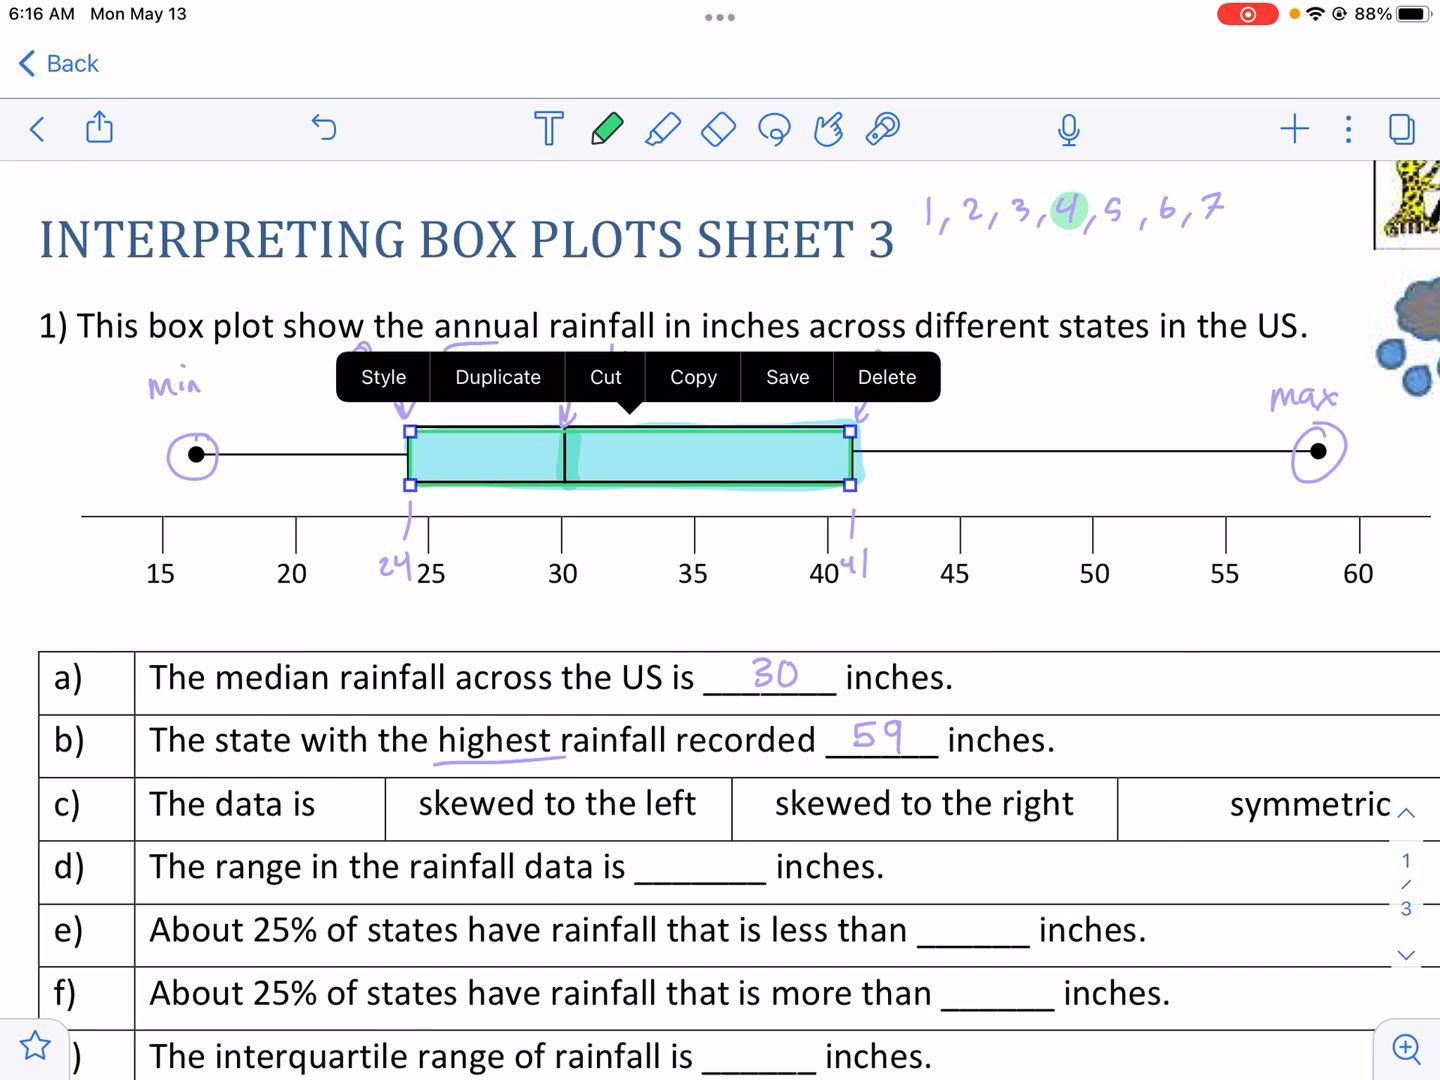 6:16 AM Mon May 13
88%
Back
T
INTERPRETING BOX PLOTS SHEET 3
1, 2, 3, 4, 5, 6, 7
1) This box plot show the annual rainfall in inches across different states in the US.
Style Duplicate Cut Copy Save Delete
min
max
24
41
15 20 25 30 35 40 45 50 55 60
a) The median rainfall across the US is 30 inches.
b) The state with the highest rainfall recorded 59 inches.
c) The data is skewed to the left skewed to the right symmetric
d) The range in the rainfall data is _______ inches.
e) About 25% of states have rainfall that is less than ______ inches.
f) About 25% of states have rainfall that is more than ______ inches.
) The interquartile range of rainfall is ______ inches.
1
/
3